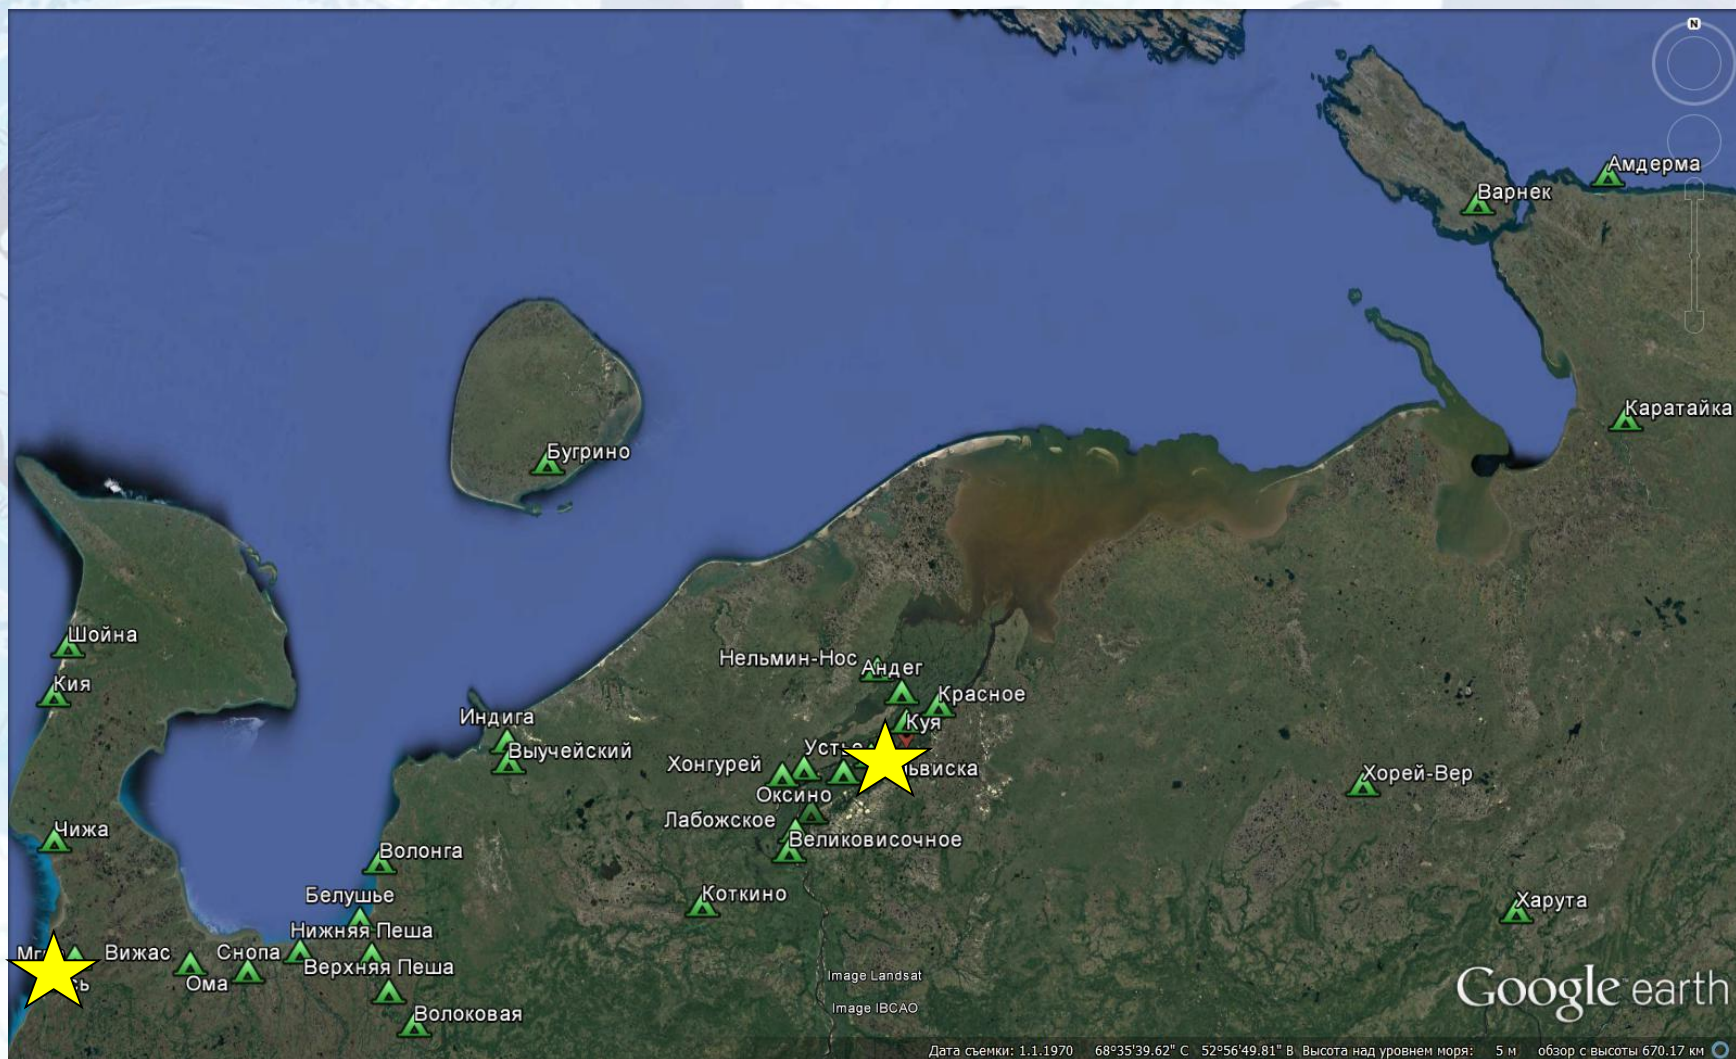 N
Амдерма
Варнек
Каратайка
Бугрино
Шойна
Кия
Нельмин-Нос
Андег
Красное
Куя
Индига
Выучейский
Хонгурей
Оксино
Хорей-Вер
Лабожское
Великовисочное
Чижа
Волонга
Белушье
Коткино
Харута
Нижняя Пеша
Вижас
Снопа
Верхняя Пеша
Ома
Волоковая
Image Landsat
Image IBCAO
Google earth
Дата съемки: 1.1.1970 68°35'39.62" С 52°56'49.81" В Высота над уровнем моря: 5 м обзор с высоты 670.17 км